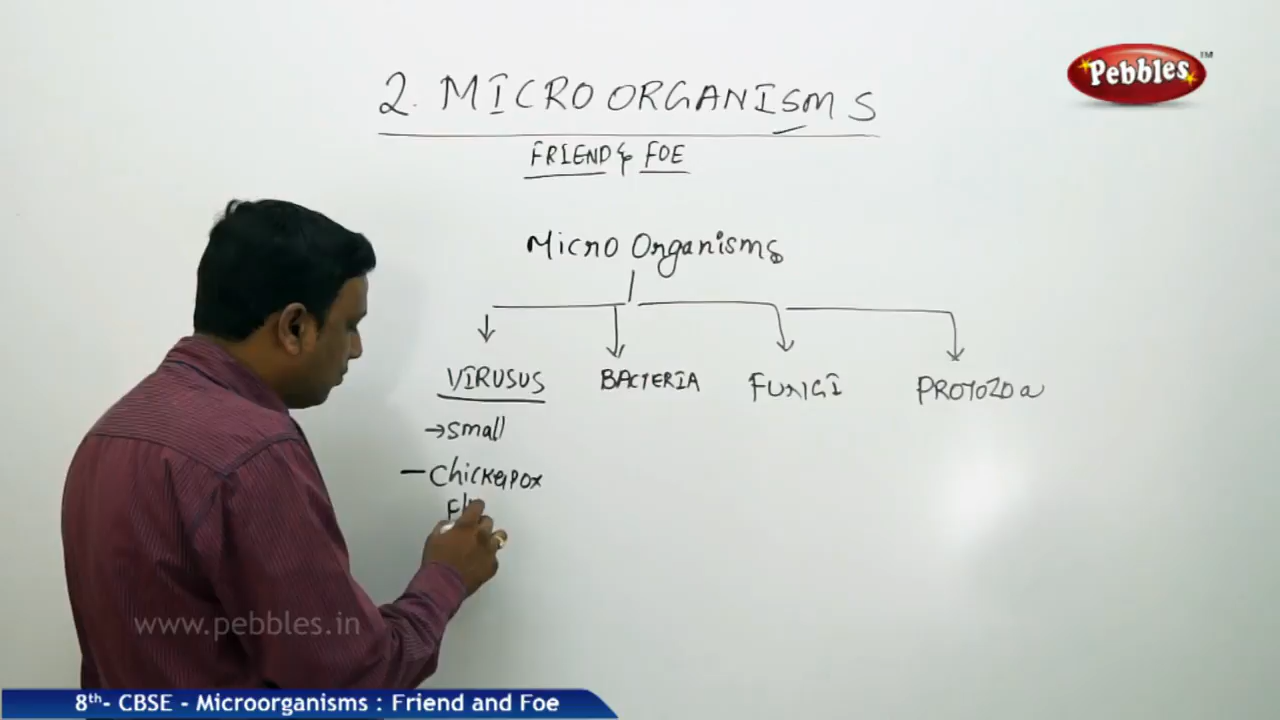 2. MICROORGANISMS
Pebbles™
FRIEND & FOE
Micro Organisms
VIRUSUS BACTERIA FUNGI PROTOZOa
→ Small
— Chickenpox
www.pebbles.in
8th- CBSE - Microorganisms : Friend and Foe